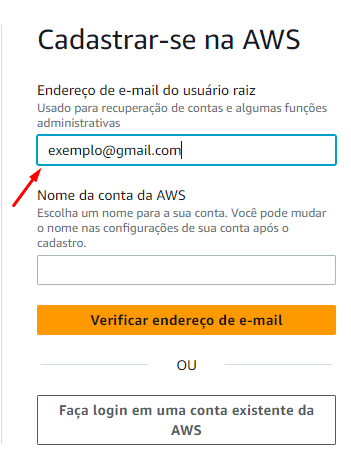 Cadastrar-se na AWS
Endereço de e-mail do usuário raiz
Usado para recuperação de contas e algumas funções
administrativas
exemplo@gmail.com
Nome da conta da AWS
Escolha um nome para a sua conta. Você pode mudar
o nome nas configurações de sua conta após o
cadastro.
Verificar endereço de e-mail
OU
Faça login em uma conta existente da
AWS